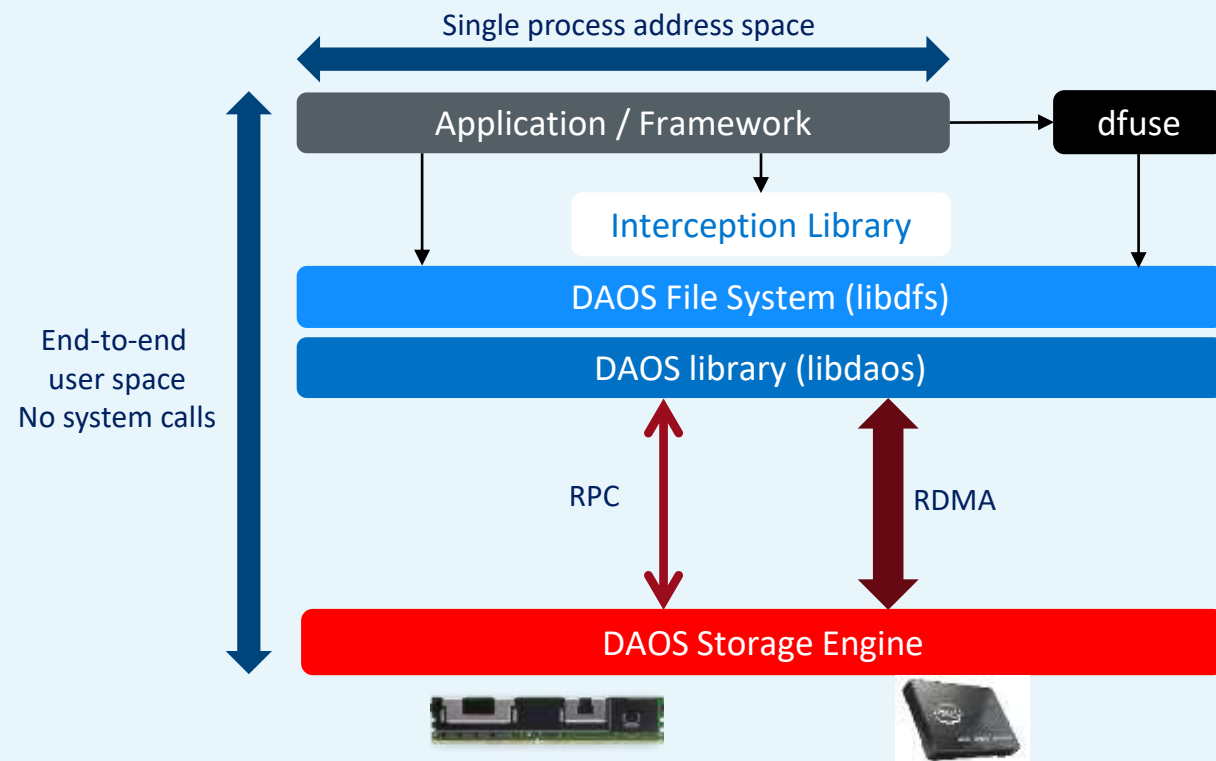 Single process address space
Application / Framework
dfuse
Interception Library
DAOS File System (libdfs)
End-to-end
user space
No system calls
DAOS library (libdaos)
RPC
RDMA
DAOS Storage Engine